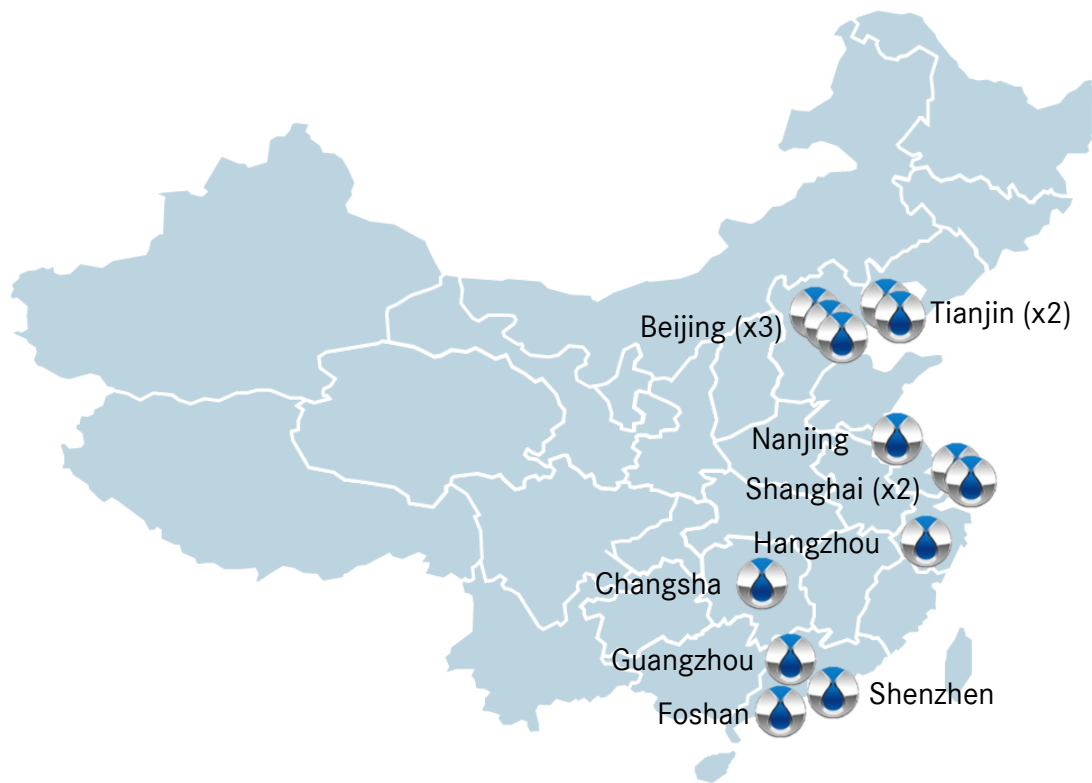 Beijing (x3)
Tianjin (x2)
Nanjing
Shanghai (x2)
Hangzhou
Changsha
Guangzhou
Shenzhen
Foshan